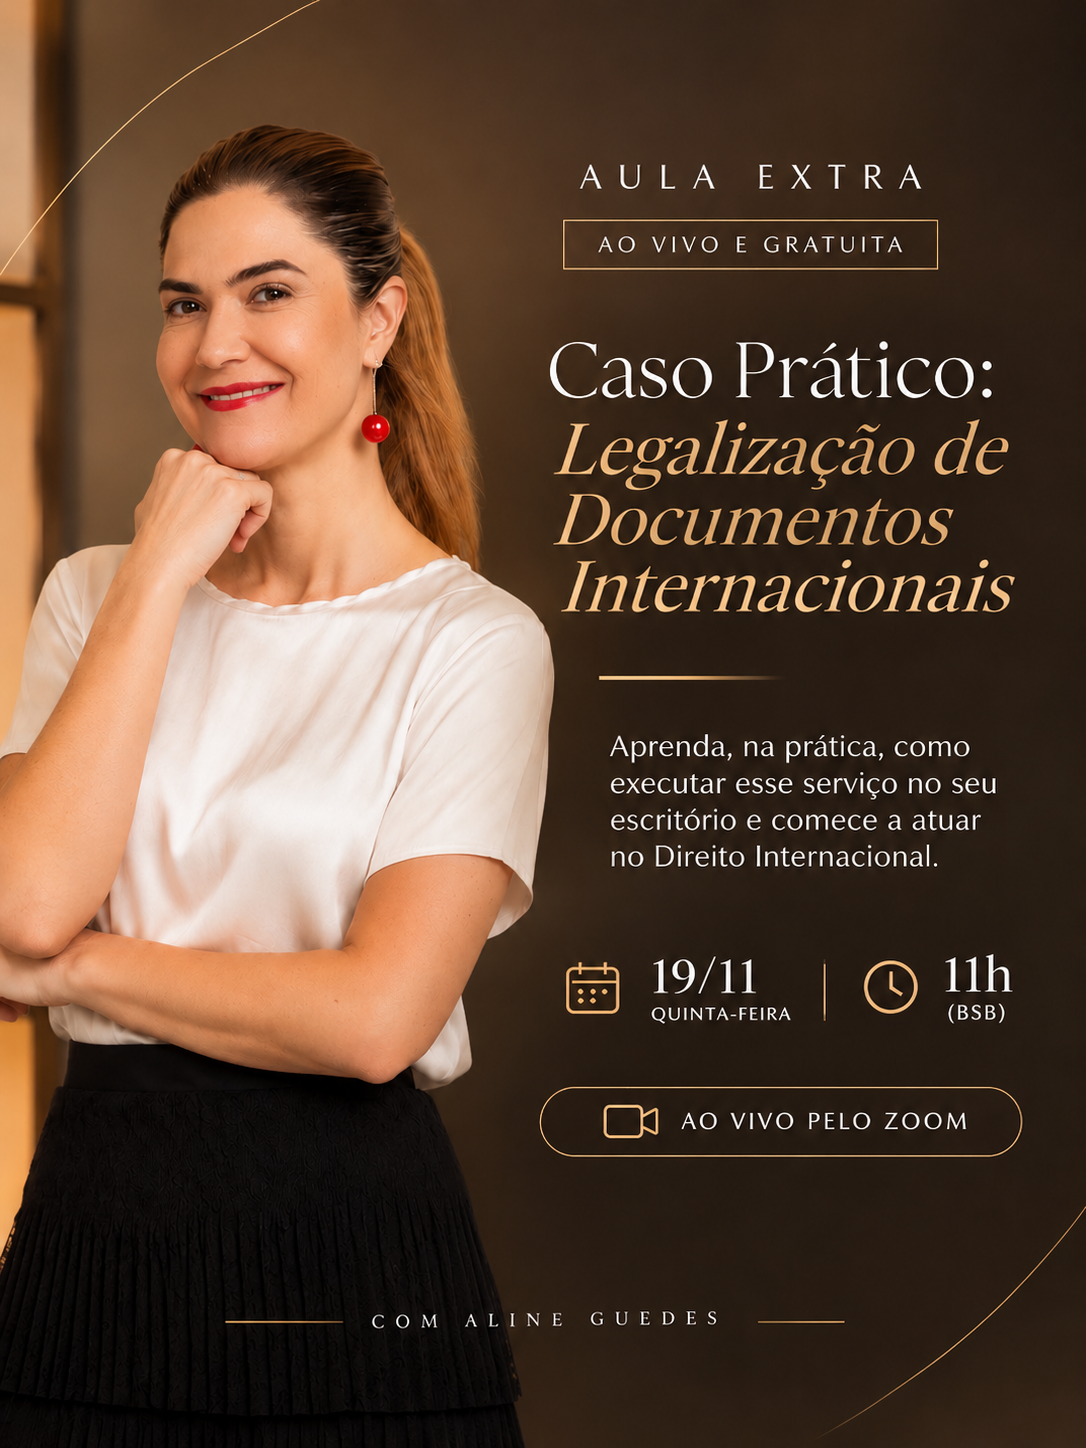 AULA EXTRA
AO VIVO E GRATUITA
Caso Prático:
Legalização de
Documentos
Internacionais
Aprenda, na prática, como
executar esse serviço no seu
escritório e comece a atuar
no Direito Internacional.
19/11
QUINTA-FEIRA
11h
(BSB)
AO VIVO PELO ZOOM
COM ALINE GUEDES